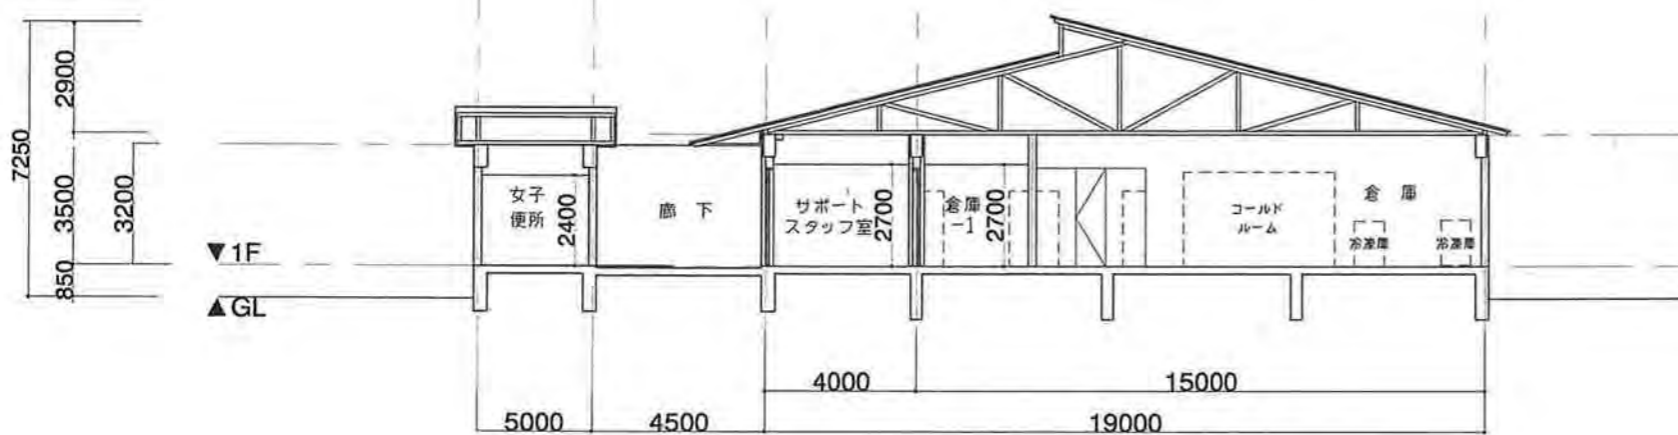 2900
7250
3500
3200
850
▼1F
▲GL
女子
便所
2400
廊下
サポート
スタッフ室
2700
倉庫
-1
2700
コールド
ルーム
倉庫
冷凍庫
冷凍庫
4000
15000
5000
4500
19000